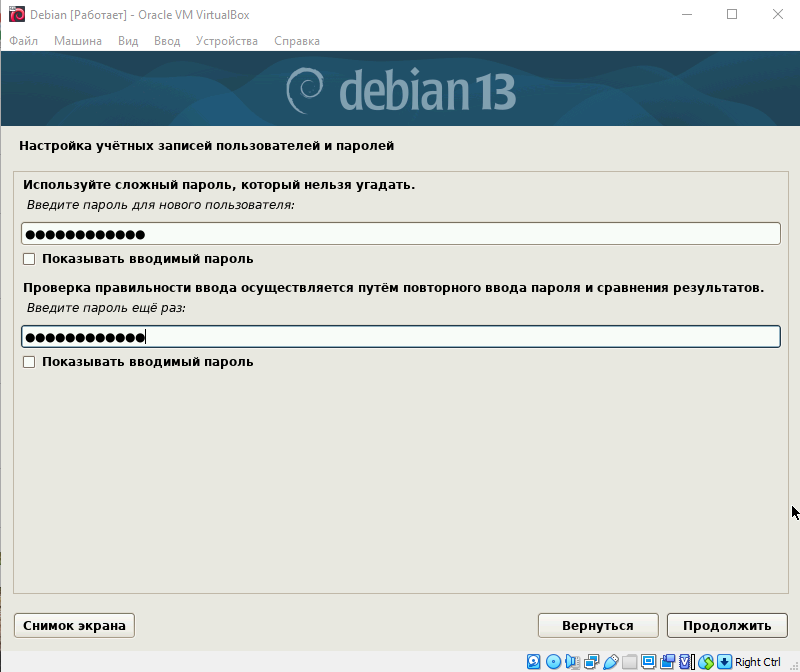 Debian [Работает] - Oracle VM VirtualBox
Файл Машина Вид Ввод Устройства Справка
debian 13
Настройка учётных записей пользователей и паролей
Используйте сложный пароль, который нельзя угадать.
Введите пароль для нового пользователя:
●●●●●●●●●●●●
Показывать вводимый пароль
Проверка правильности ввода осуществляется путём повторного ввода пароля и сравнения результатов.
Введите пароль ещё раз:
●●●●●●●●●●●●
Показывать вводимый пароль
Снимок экрана Вернуться Продолжить
Right Ctrl